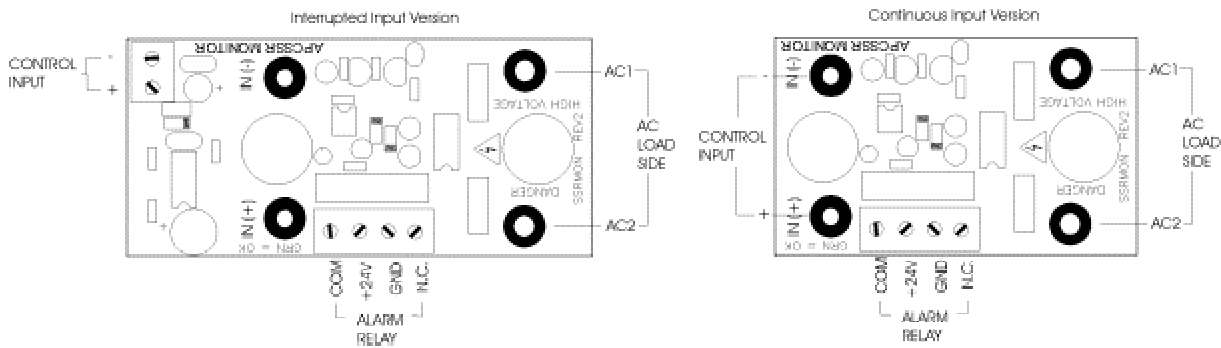 Interrupted Input Version
APCSSR MONITOR
CONTROL
INPUT
-
+
IN (-)
IN (+)
GRN = OK
HIGH VOLTAGE
DANGER
SSRMON REV2
AC1
AC
LOAD
SIDE
AC2
COM
+24V
GND
N.C.
ALARM
RELAY
Continuous Input Version
APCSSR MONITOR
CONTROL
INPUT
-
+
IN (-)
IN (+)
GRN = OK
HIGH VOLTAGE
DANGER
SSRMON REV2
AC1
AC
LOAD
SIDE
AC2
COM
+24V
GND
N.C.
ALARM
RELAY